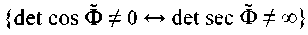 {det cos Φ̃ ≠ 0 ↔ det sec Φ̃ ≠ ∞}